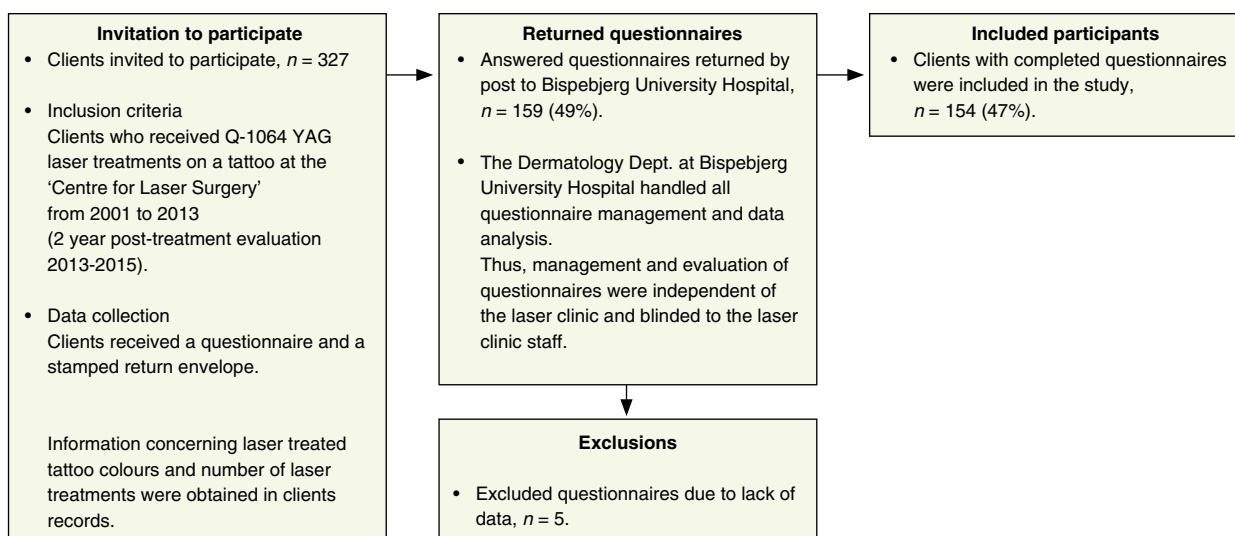 Invitation to participate
• Clients invited to participate, n = 327
• Inclusion criteria
Clients who received Q-1064 YAG
laser treatments on a tattoo at the
‘Centre for Laser Surgery’
from 2001 to 2013
(2 year post-treatment evaluation
2013-2015).
• Data collection
Clients received a questionnaire and a
stamped return envelope.
Information concerning laser treated
tattoo colours and number of laser
treatments were obtained in clients
records.
Returned questionnaires
• Answered questionnaires returned by
post to Bispebjerg University Hospital,
n = 159 (49%).
• The Dermatology Dept. at Bispebjerg
University Hospital handled all
questionnaire management and data
analysis.
Thus, management and evaluation of
questionnaires were independent of
the laser clinic and blinded to the laser
clinic staff.
Exclusions
• Excluded questionnaires due to lack of
data, n = 5.
Included participants
• Clients with completed questionnaires
were included in the study,
n = 154 (47%).